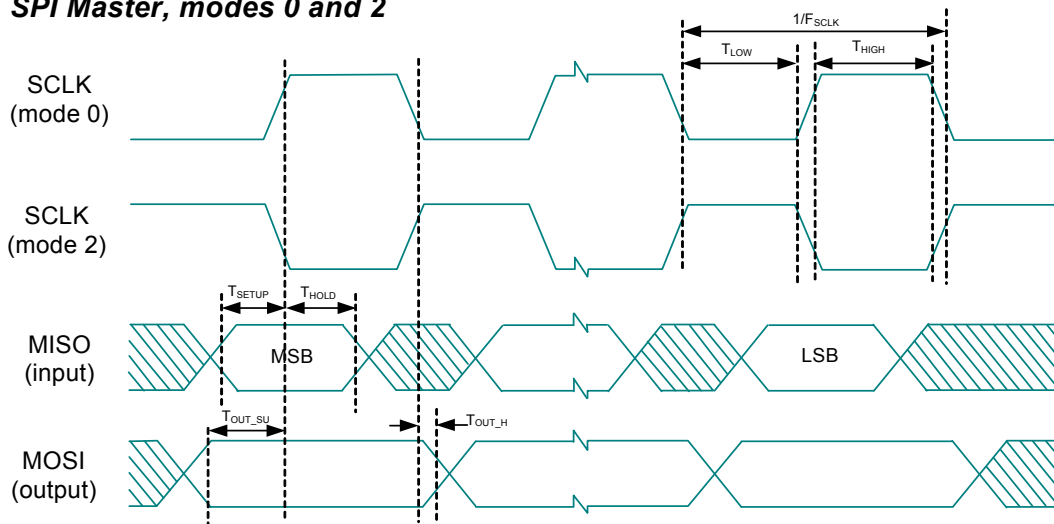 SPI Master, modes 0 and 2
1/FSCLK
TLOW
THIGH
SCLK
(mode 0)
SCLK
(mode 2)
TSETUP
THOLD
MISO
(input)
MSB
LSB
TOUT_SU
TOUT_H
MOSI
(output)